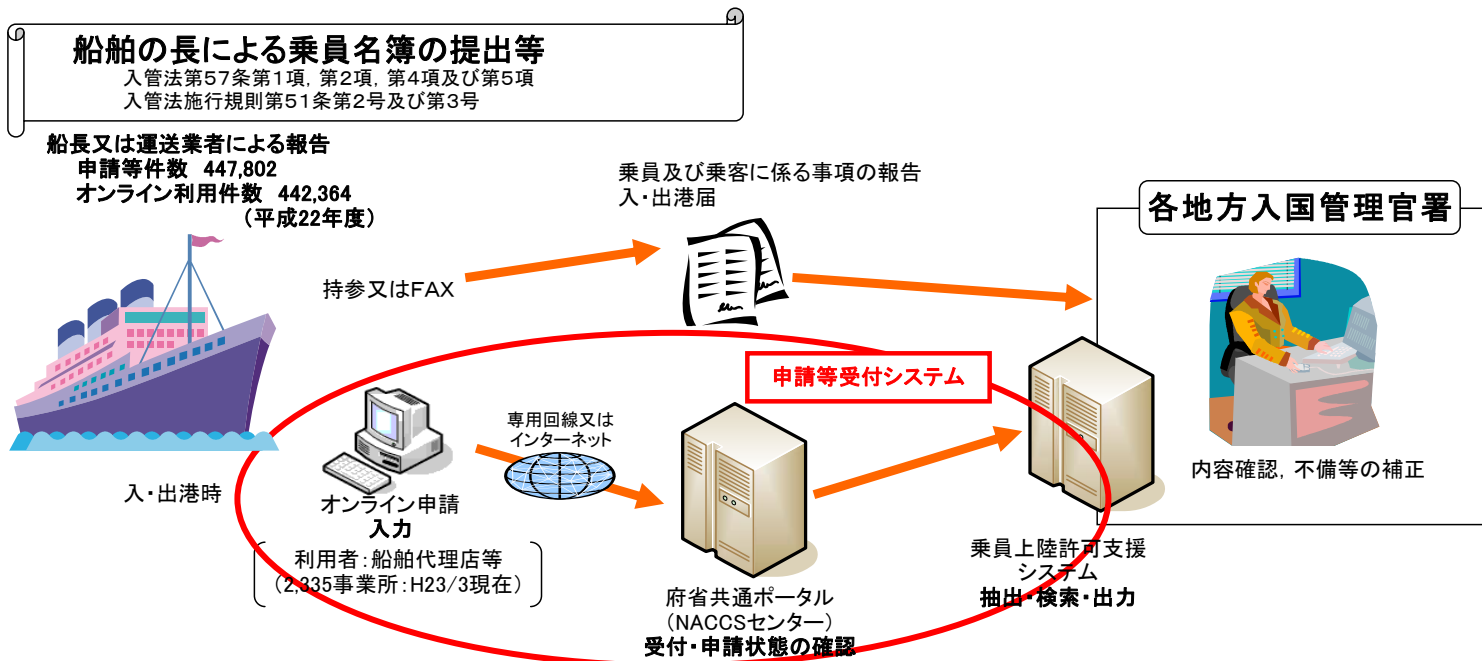 船舶の長による乗員名簿の提出等
入管法第57条第1項，第2項，第4項及び第5項
入管法施行規則第51条第2号及び第3号
船長又は運送業者による報告
申請等件数 447,802
オンライン利用件数 442,364
（平成22年度）
乗員及び乗客に係る事項の報告
入・出港届
各地方入国管理官署
持参又はFAX
申請等受付システム
専用回線又は
インターネット
内容確認，不備等の補正
入・出港時
オンライン申請
入力
利用者：船舶代理店等
（2,335事業所：H23/3現在）
乗員上陸許可支援
システム
抽出・検索・出力
府省共通ポータル
（NACCSセンター）
受付・申請状態の確認